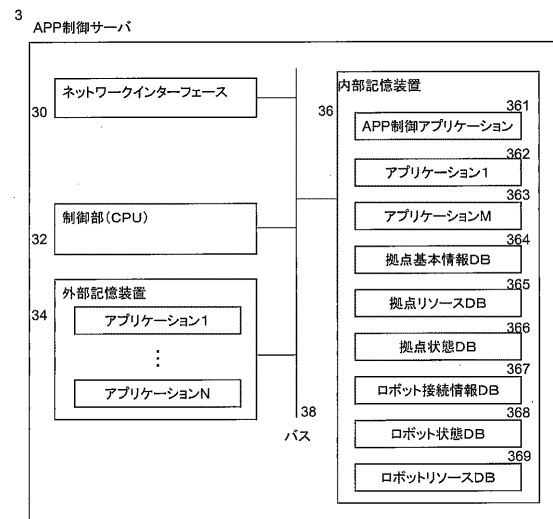 3
APP制御サーバ
30
ネットワークインターフェース
32
制御部(CPU)
34
外部記憶装置
アプリケーション1
⋮
アプリケーションN
38
バス
36
内部記憶装置
361
APP制御アプリケーション
362
アプリケーション1
363
アプリケーションM
364
拠点基本情報DB
365
拠点リソースDB
366
拠点状態DB
367
ロボット接続情報DB
368
ロボット状態DB
369
ロボットリソースDB